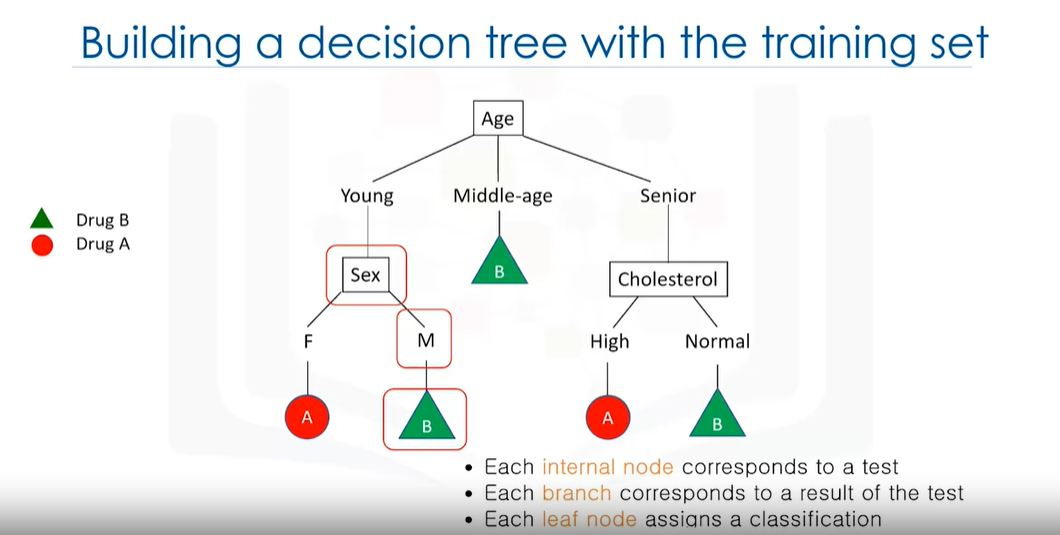 Building a decision tree with the training set
Age
Young Middle-age Senior
Drug B
Drug A
Sex B Cholesterol
F M High Normal
A B A B
• Each internal node corresponds to a test
• Each branch corresponds to a result of the test
• Each leaf node assigns a classification